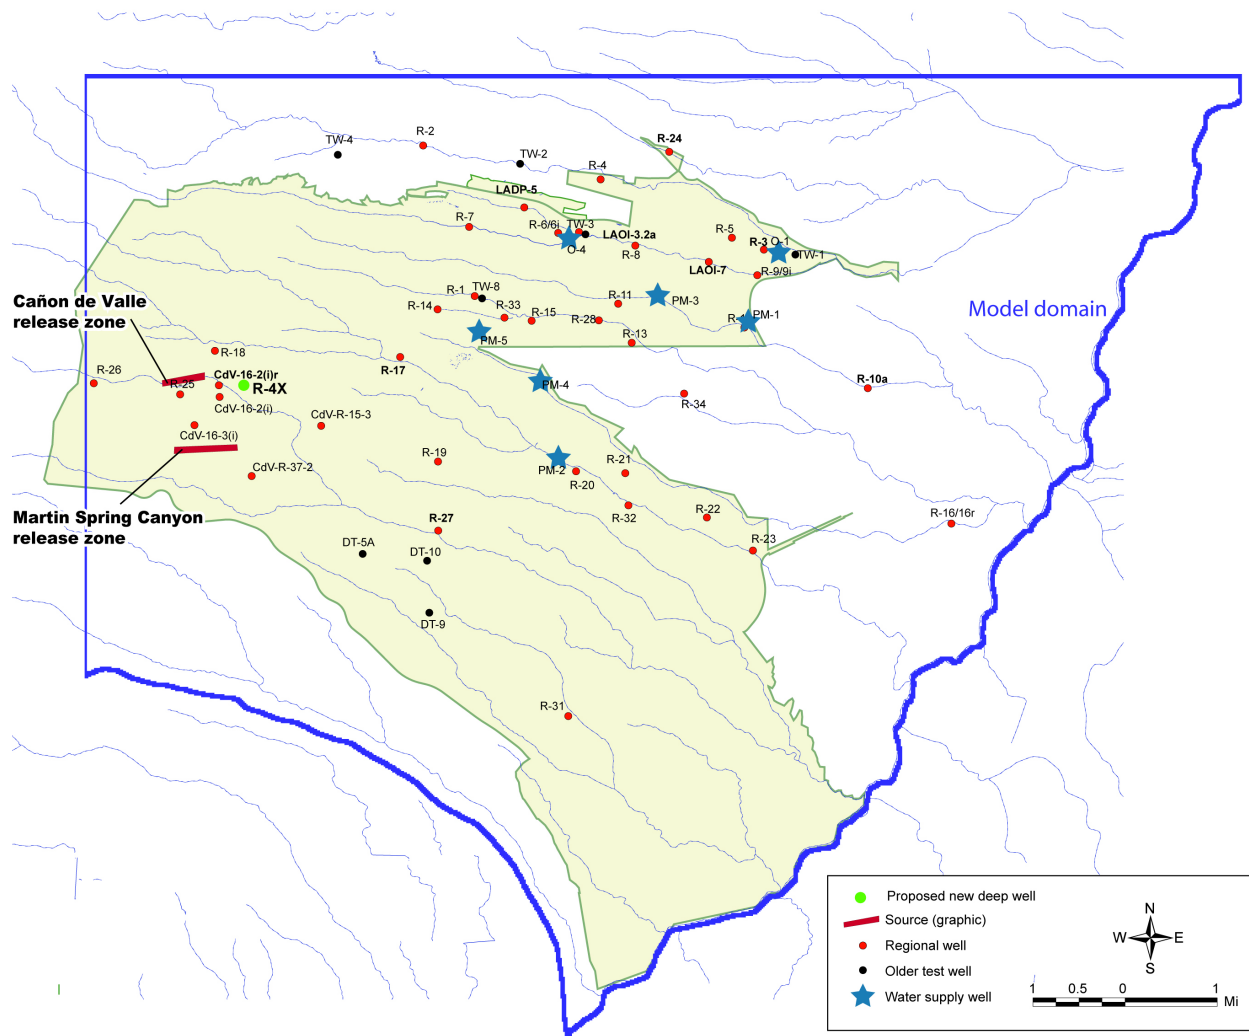 R-2
TW-4
R-24
TW-2
R-4
LADP-5
R-7
R-6/6i
TW-3
LAOI-3.2a
R-5
R-3
O-1
O-4
R-8
TW-1
LAOI-7
R-9/9i
R-1
TW-8
R-11
PM-3
Cañon de Valle
release zone
R-14
R-33
R-15
R-28
PM-1
Model domain
R-13
PM-5
R-18
R-26
R-17
CdV-16-2(i)r
R-4X
R-25
PM-4
R-10a
CdV-16-2(i)
R-34
CdV-R-15-3
CdV-16-3(i)
R-19
R-21
CdV-R-37-2
PM-2
R-20
Martin Spring Canyon
release zone
R-27
R-32
R-22
R-16/16r
DT-5A
DT-10
R-23
DT-9
R-31
Proposed new deep well
Source (graphic)
Regional well
Older test well
Water supply well
N
W
E
S
1
0.5
0
1
Mi